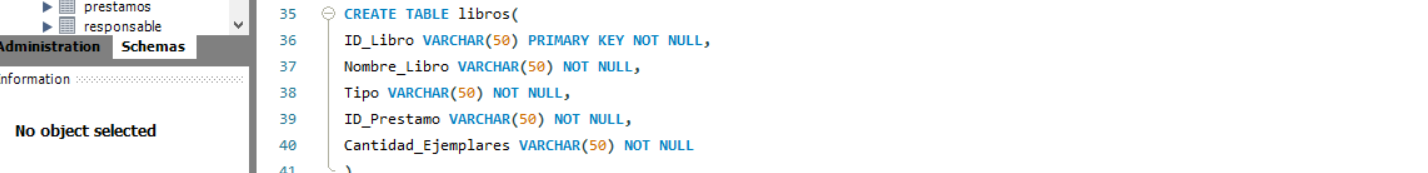 prestamos
responsable
Administration Schemas
Information
No object selected
35 CREATE TABLE libros(
36 ID_Libro VARCHAR(50) PRIMARY KEY NOT NULL,
37 Nombre_Libro VARCHAR(50) NOT NULL,
38 Tipo VARCHAR(50) NOT NULL,
39 ID_Prestamo VARCHAR(50) NOT NULL,
40 Cantidad_Ejemplares VARCHAR(50) NOT NULL
41 )